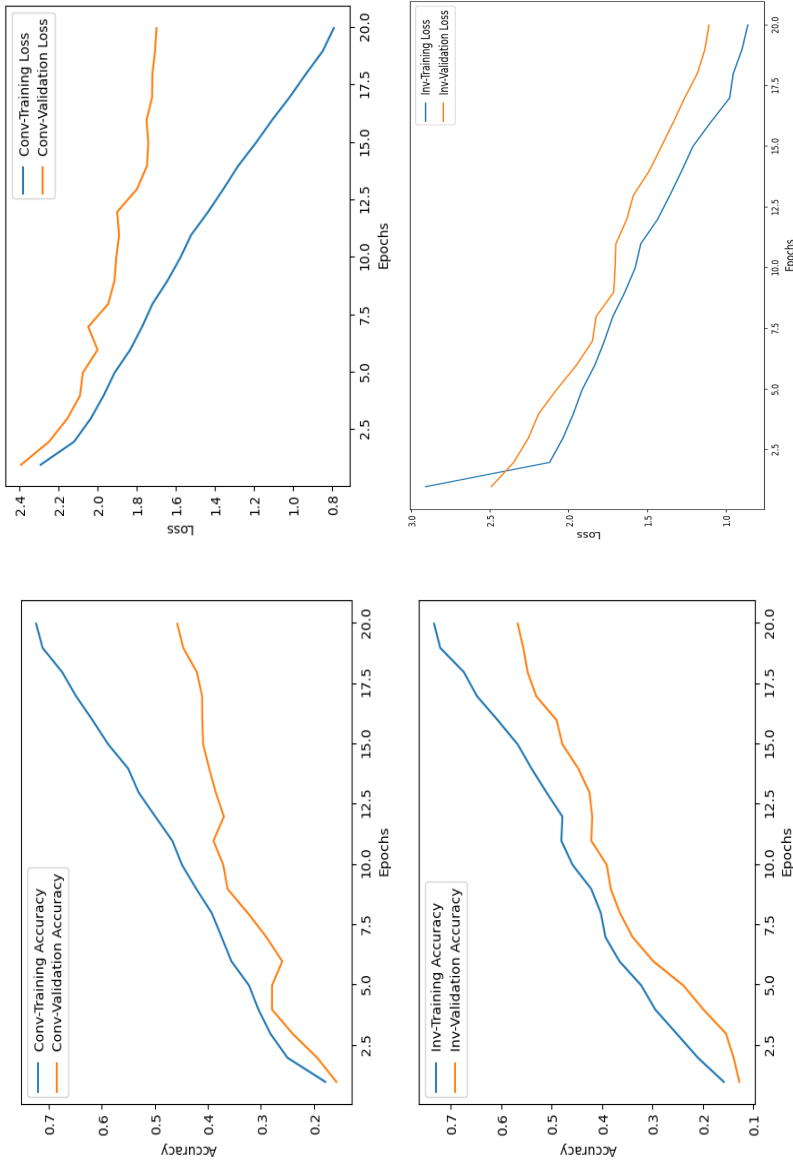 Conv-Training Accuracy
Conv-Validation Accuracy
0.7
0.6
0.5
0.4
0.3
0.2
Accuracy
2.5 5.0 7.5 10.0 12.5 15.0 17.5 20.0
Epochs
Conv-Training Loss
Conv-Validation Loss
2.4
2.2
2.0
1.8
1.6
1.4
1.2
1.0
0.8
Loss
2.5 5.0 7.5 10.0 12.5 15.0 17.5 20.0
Epochs
Inv-Training Accuracy
Inv-Validation Accuracy
0.7
0.6
0.5
0.4
0.3
0.2
0.1
Accuracy
2.5 5.0 7.5 10.0 12.5 15.0 17.5 20.0
Epochs
Inv-Training Loss
Inv-Validation Loss
3.0
2.5
2.0
1.5
1.0
Loss
2.5 5.0 7.5 10.0 12.5 15.0 17.5 20.0
Epochs